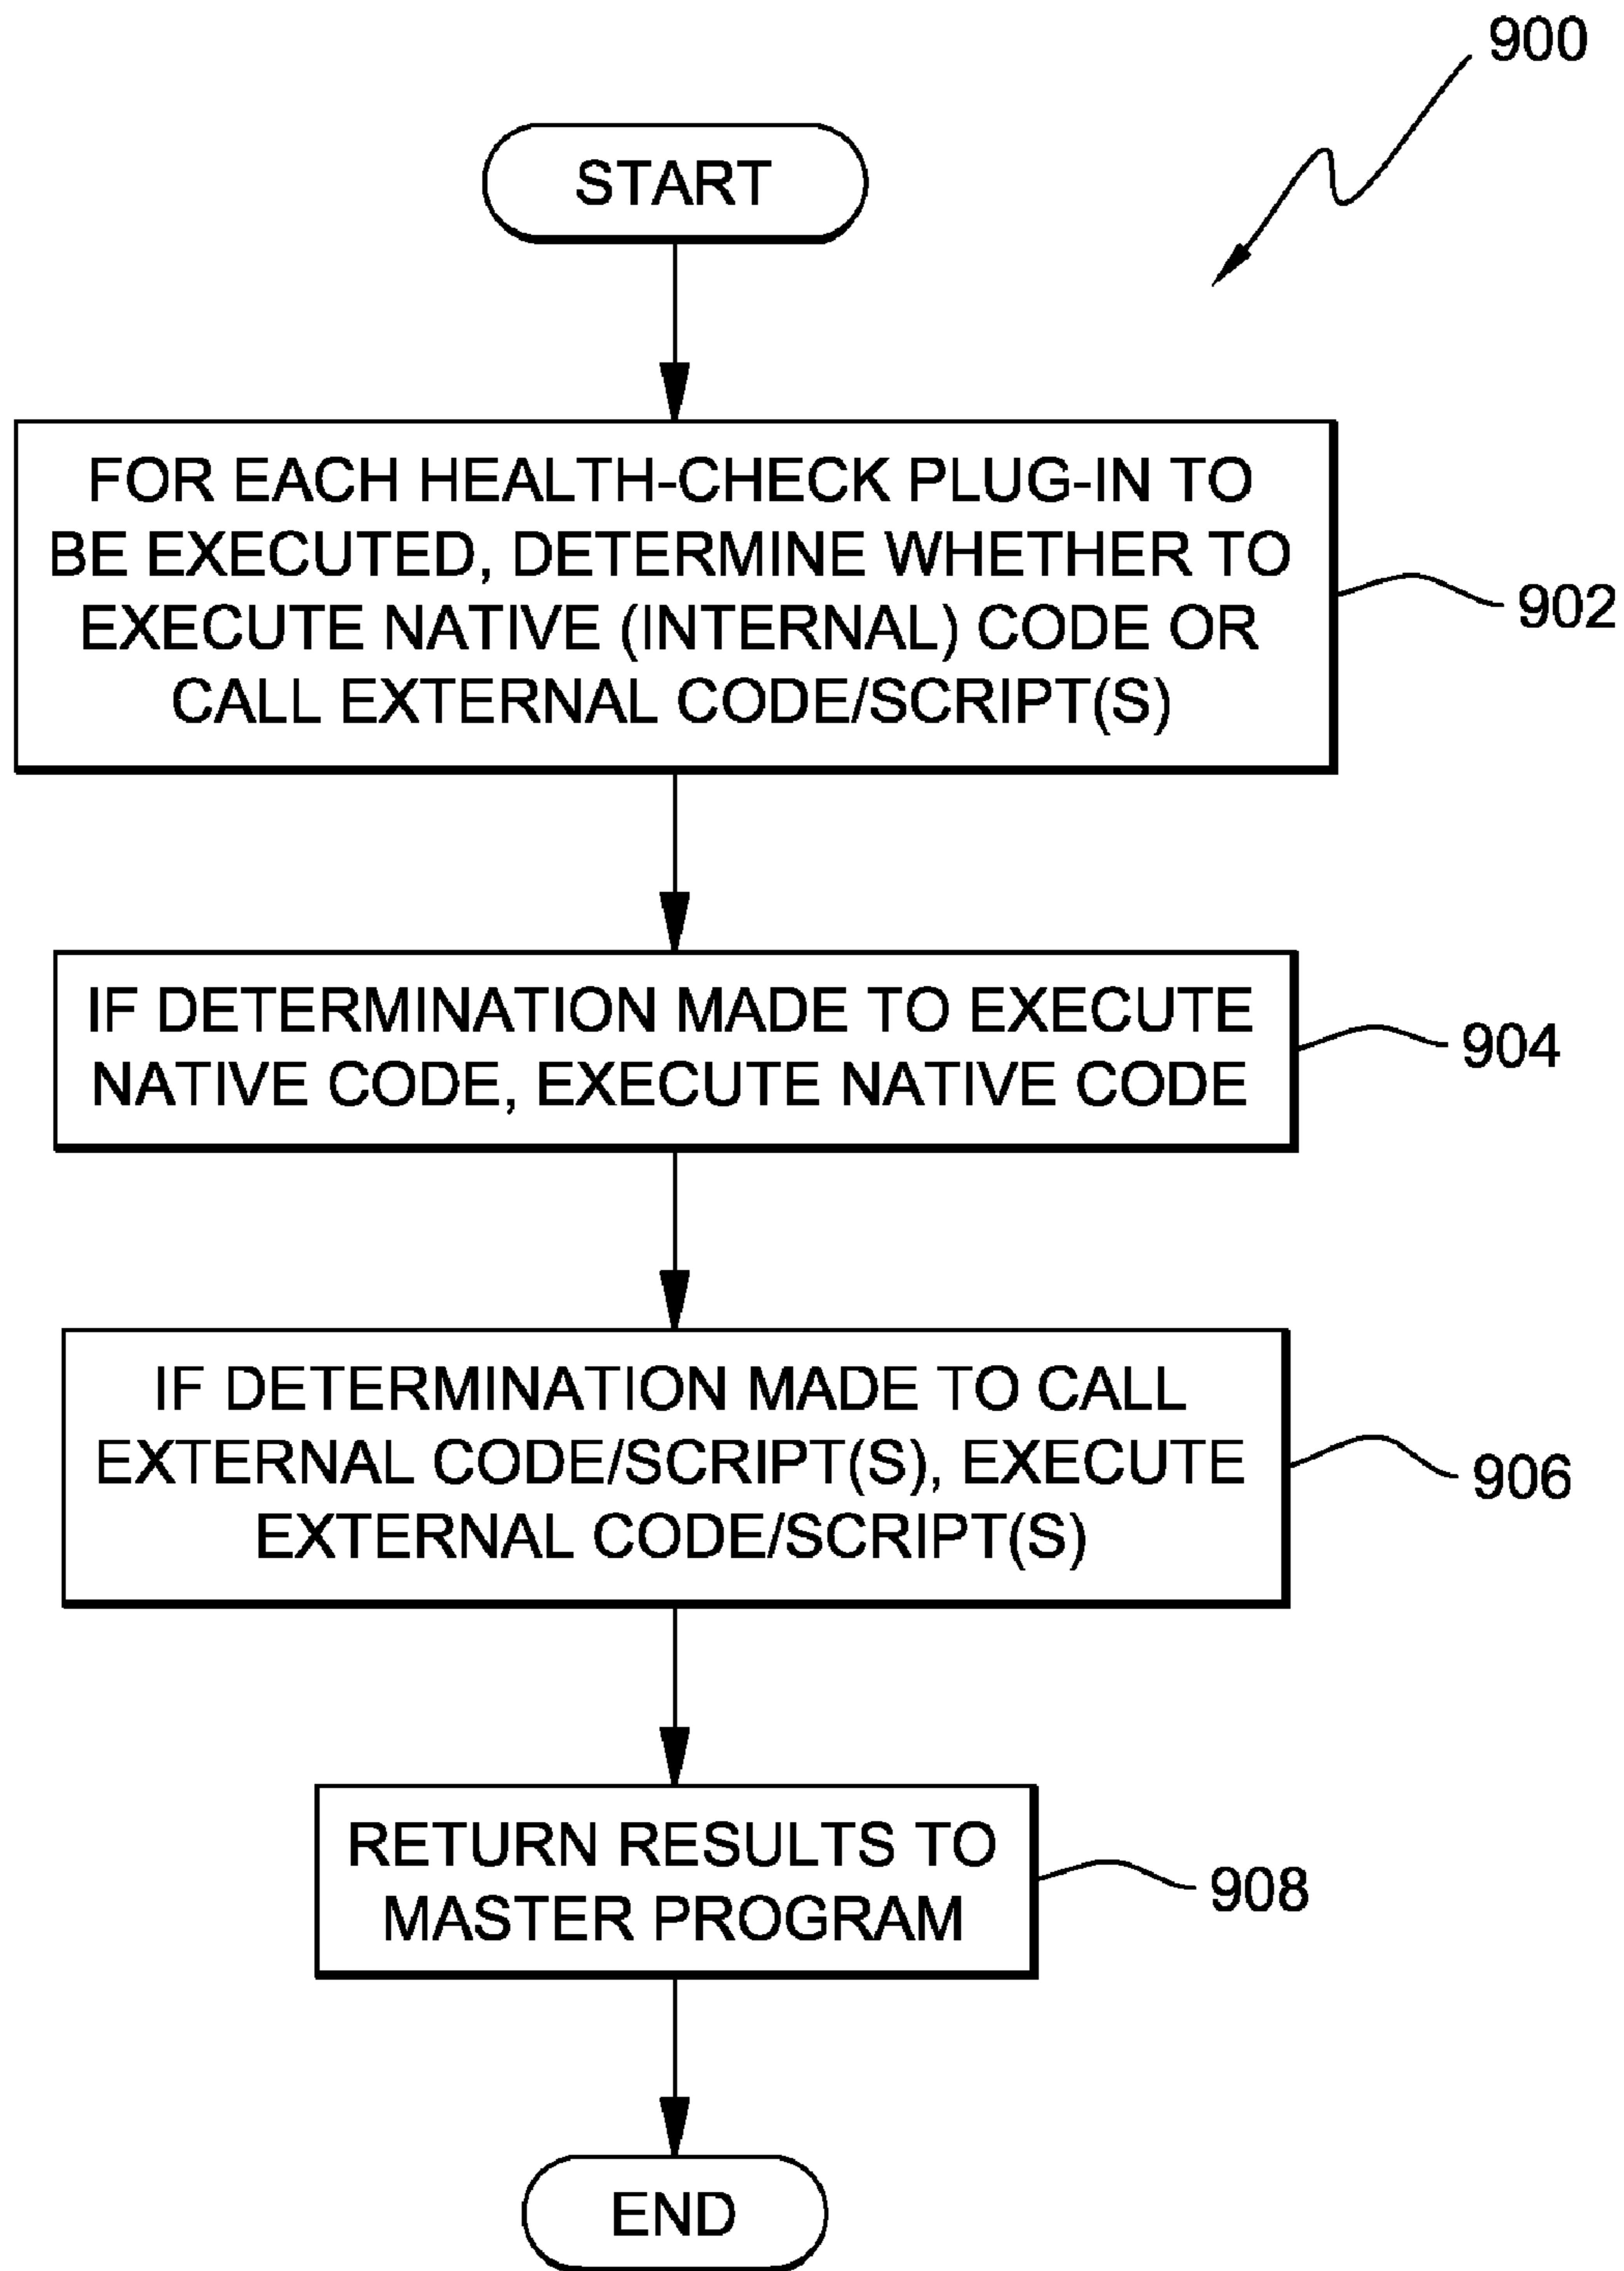 900
START
FOR EACH HEALTH-CHECK PLUG-IN TO
BE EXECUTED, DETERMINE WHETHER TO
EXECUTE NATIVE (INTERNAL) CODE OR
CALL EXTERNAL CODE/SCRIPT(S)
902
IF DETERMINATION MADE TO EXECUTE
NATIVE CODE, EXECUTE NATIVE CODE
904
IF DETERMINATION MADE TO CALL
EXTERNAL CODE/SCRIPT(S), EXECUTE
EXTERNAL CODE/SCRIPT(S)
906
RETURN RESULTS TO
MASTER PROGRAM
908
END